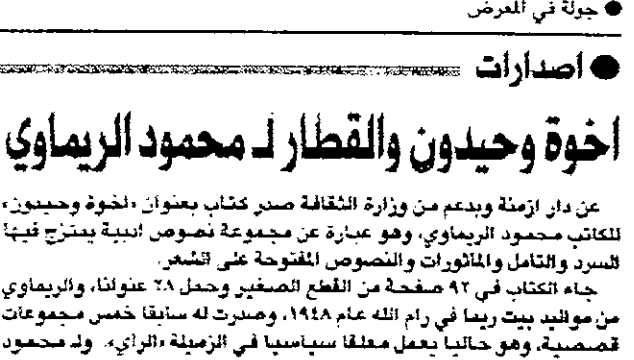 ● جولة في المعرض
● اصدارات
اخوة وحيدون والقطار لـ محمود الريماوي
عن دار ازمنة وبدعم من وزارة الثقافة صدر كتاب بعنوان «اخوة وحيدون»
للكاتب محمود الريماوي، وهو عبارة عن مجموعة نصوص ادبية يمتزج فيها
السرد والتامل والماثورات والنصوص المفتوحة على الشعر.
جاء الكتاب في ٩٢ صفحة من القطع الصغير وحمل ٢٨ عنوانا، والريماوي
من مواليد بيت ريما في رام الله عام ١٩٤٨، وصدرت له سابقا خمس مجموعات
قصصية، وهو حاليا يعمل معلقا سياسيا في الزميلة «الراي». ولـ محمود